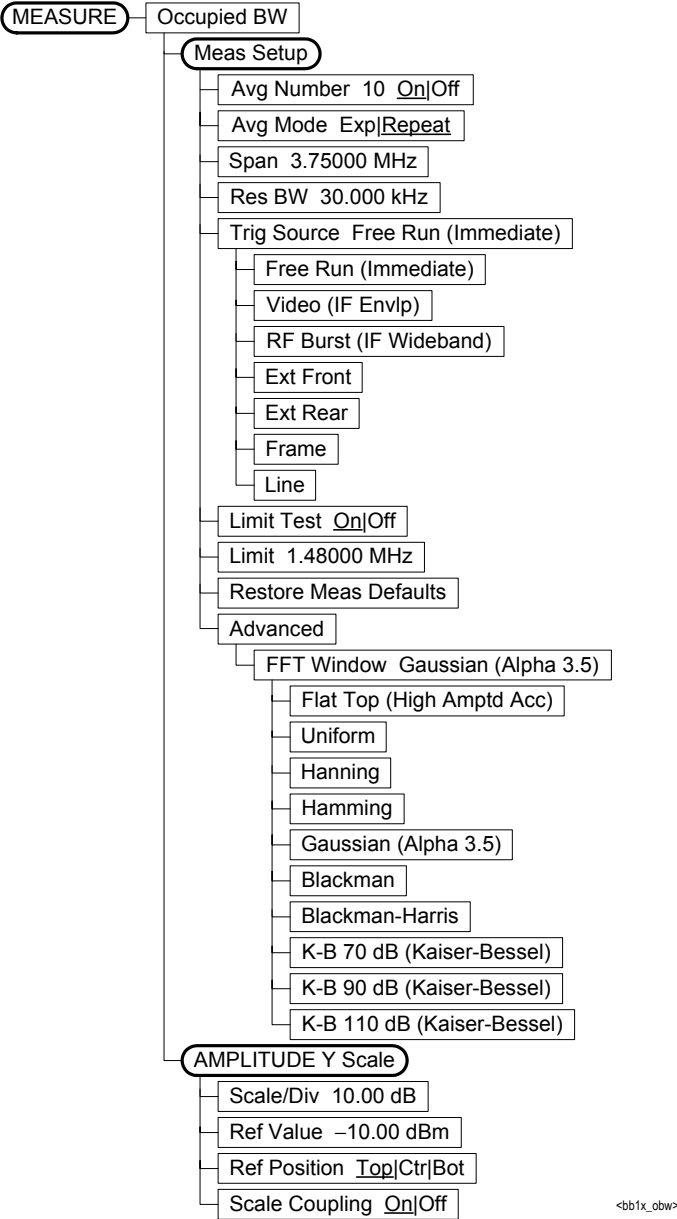 MEASURE Occupied BW
Meas Setup
Avg Number 10 On|Off
Avg Mode Exp|Repeat
Span 3.75000 MHz
Res BW 30.000 kHz
Trig Source Free Run (Immediate)
Free Run (Immediate)
Video (IF Envlp)
RF Burst (IF Wideband)
Ext Front
Ext Rear
Frame
Line
Limit Test On|Off
Limit 1.48000 MHz
Restore Meas Defaults
Advanced
FFT Window Gaussian (Alpha 3.5)
Flat Top (High Amptd Acc)
Uniform
Hanning
Hamming
Gaussian (Alpha 3.5)
Blackman
Blackman-Harris
K-B 70 dB (Kaiser-Bessel)
K-B 90 dB (Kaiser-Bessel)
K-B 110 dB (Kaiser-Bessel)
AMPLITUDE Y Scale
Scale/Div 10.00 dB
Ref Value –10.00 dBm
Ref Position Top|Ctr|Bot
Scale Coupling On|Off
<bb1x_obw>